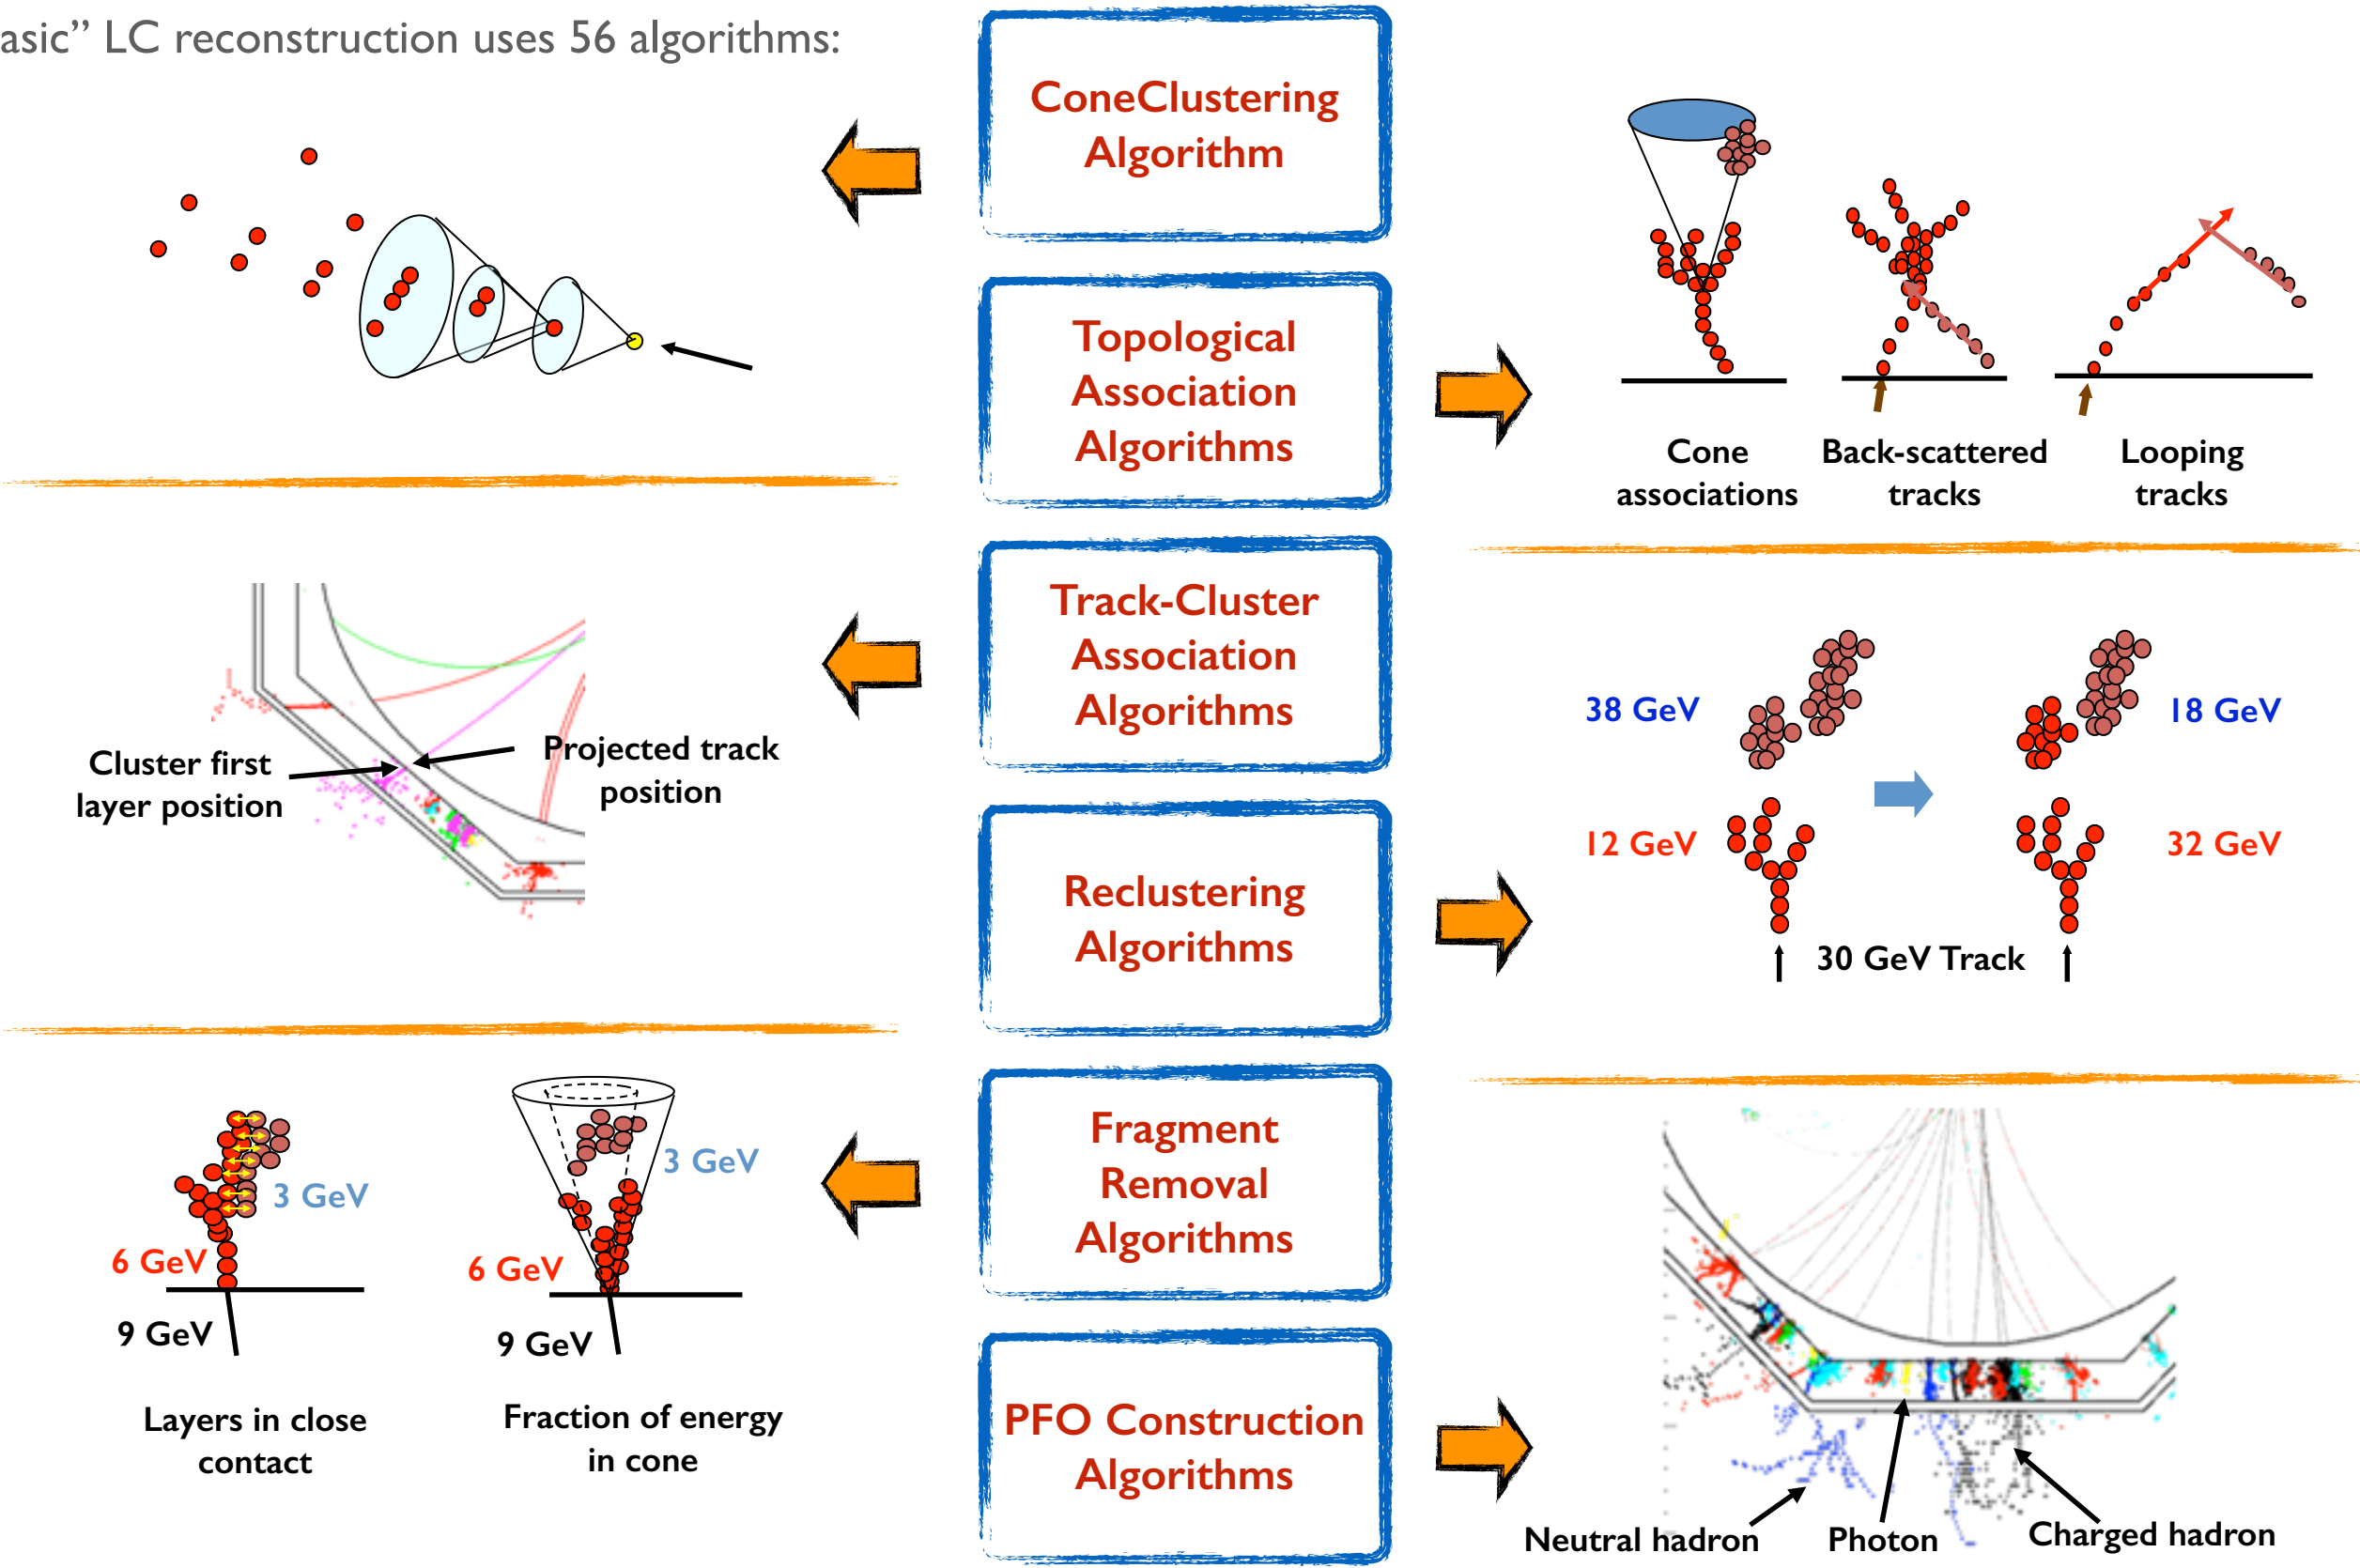 asic” LC reconstruction uses 56 algorithms:
ConeClustering
Algorithm
Topological
Association
Algorithms
Cone
associations
Back-scattered
tracks
Looping
tracks
Track-Cluster
Association
Algorithms
Cluster first
layer position
Projected track
position
Reclustering
Algorithms
38 GeV
12 GeV
18 GeV
32 GeV
30 GeV Track
Fragment
Removal
Algorithms
3 GeV
6 GeV
9 GeV
Layers in close
contact
3 GeV
6 GeV
9 GeV
Fraction of energy
in cone
PFO Construction
Algorithms
Neutral hadron
Photon
Charged hadron